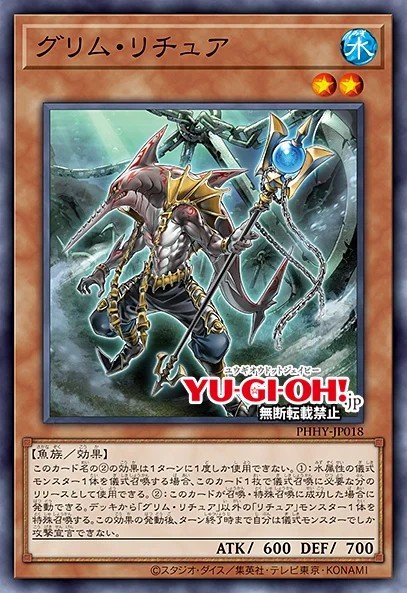 グリム・リチュア
水
ユウギオウドットジェイピー
YU-GI-OH!.jp
無断転載禁止
PHHY-JP018
【魚族／効果】
このカード名の②の効果は1ターンに1度しか使用できない。①：水属性の儀式
モンスター1体を儀式召喚する場合、このカード1枚で儀式召喚に必要な分の
リリースとして使用できる。②：このカードが召喚・特殊召喚に成功した場合に
発動できる。デッキから「グリム・リチュア」以外の「リチュア」モンスター1体を
特殊召喚する。この効果の発動後、ターン終了時まで自分は儀式モンスターでしか
攻撃宣言できない。
ATK/ 600 DEF/ 700
©スタジオ・ダイス／集英社・テレビ東京・KONAMI